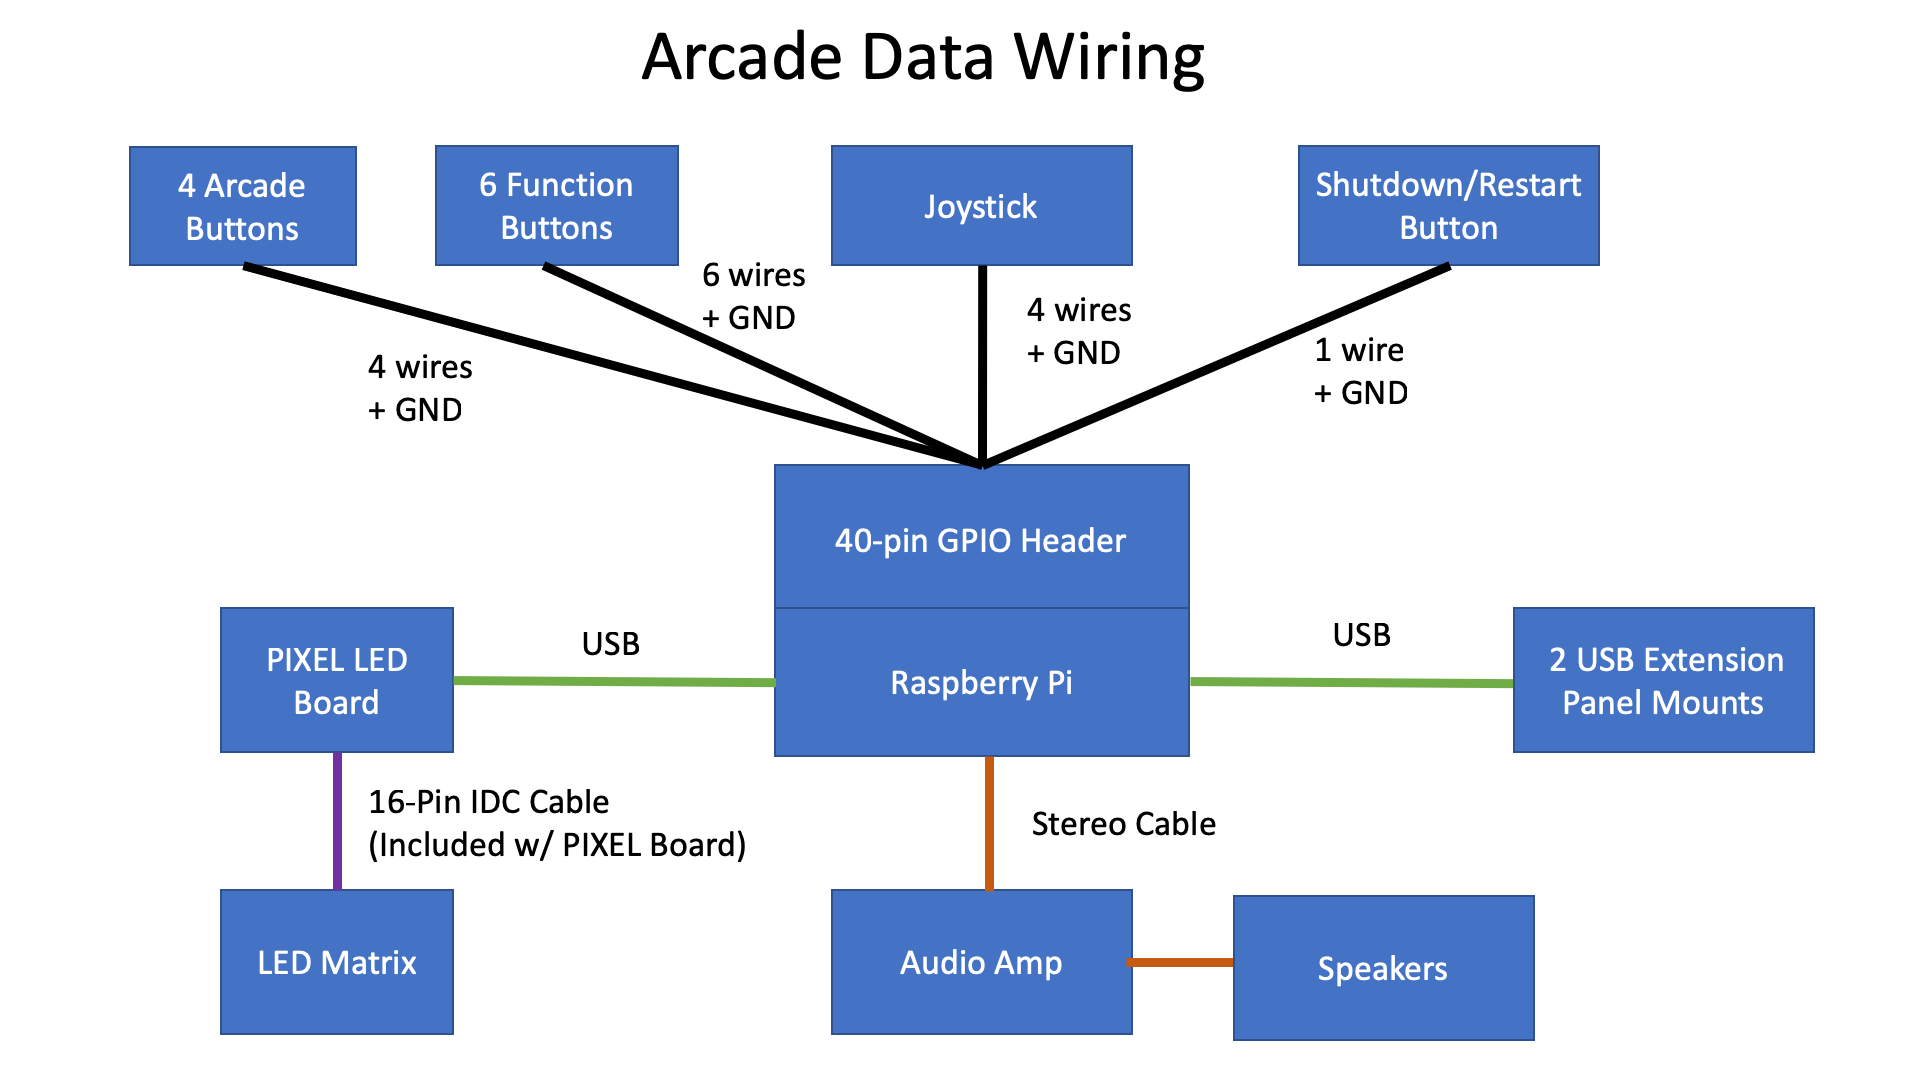 Arcade Data Wiring
4 Arcade
Buttons
6 Function
Buttons
Joystick
Shutdown/Restart
Button
6 wires
+ GND
4 wires
+ GND
1 wire
+ GND
4 wires
+ GND
40-pin GPIO Header
PIXEL LED
Board
USB
Raspberry Pi
USB
2 USB Extension
Panel Mounts
16-Pin IDC Cable
(Included w/ PIXEL Board)
Stereo Cable
LED Matrix
Audio Amp
Speakers